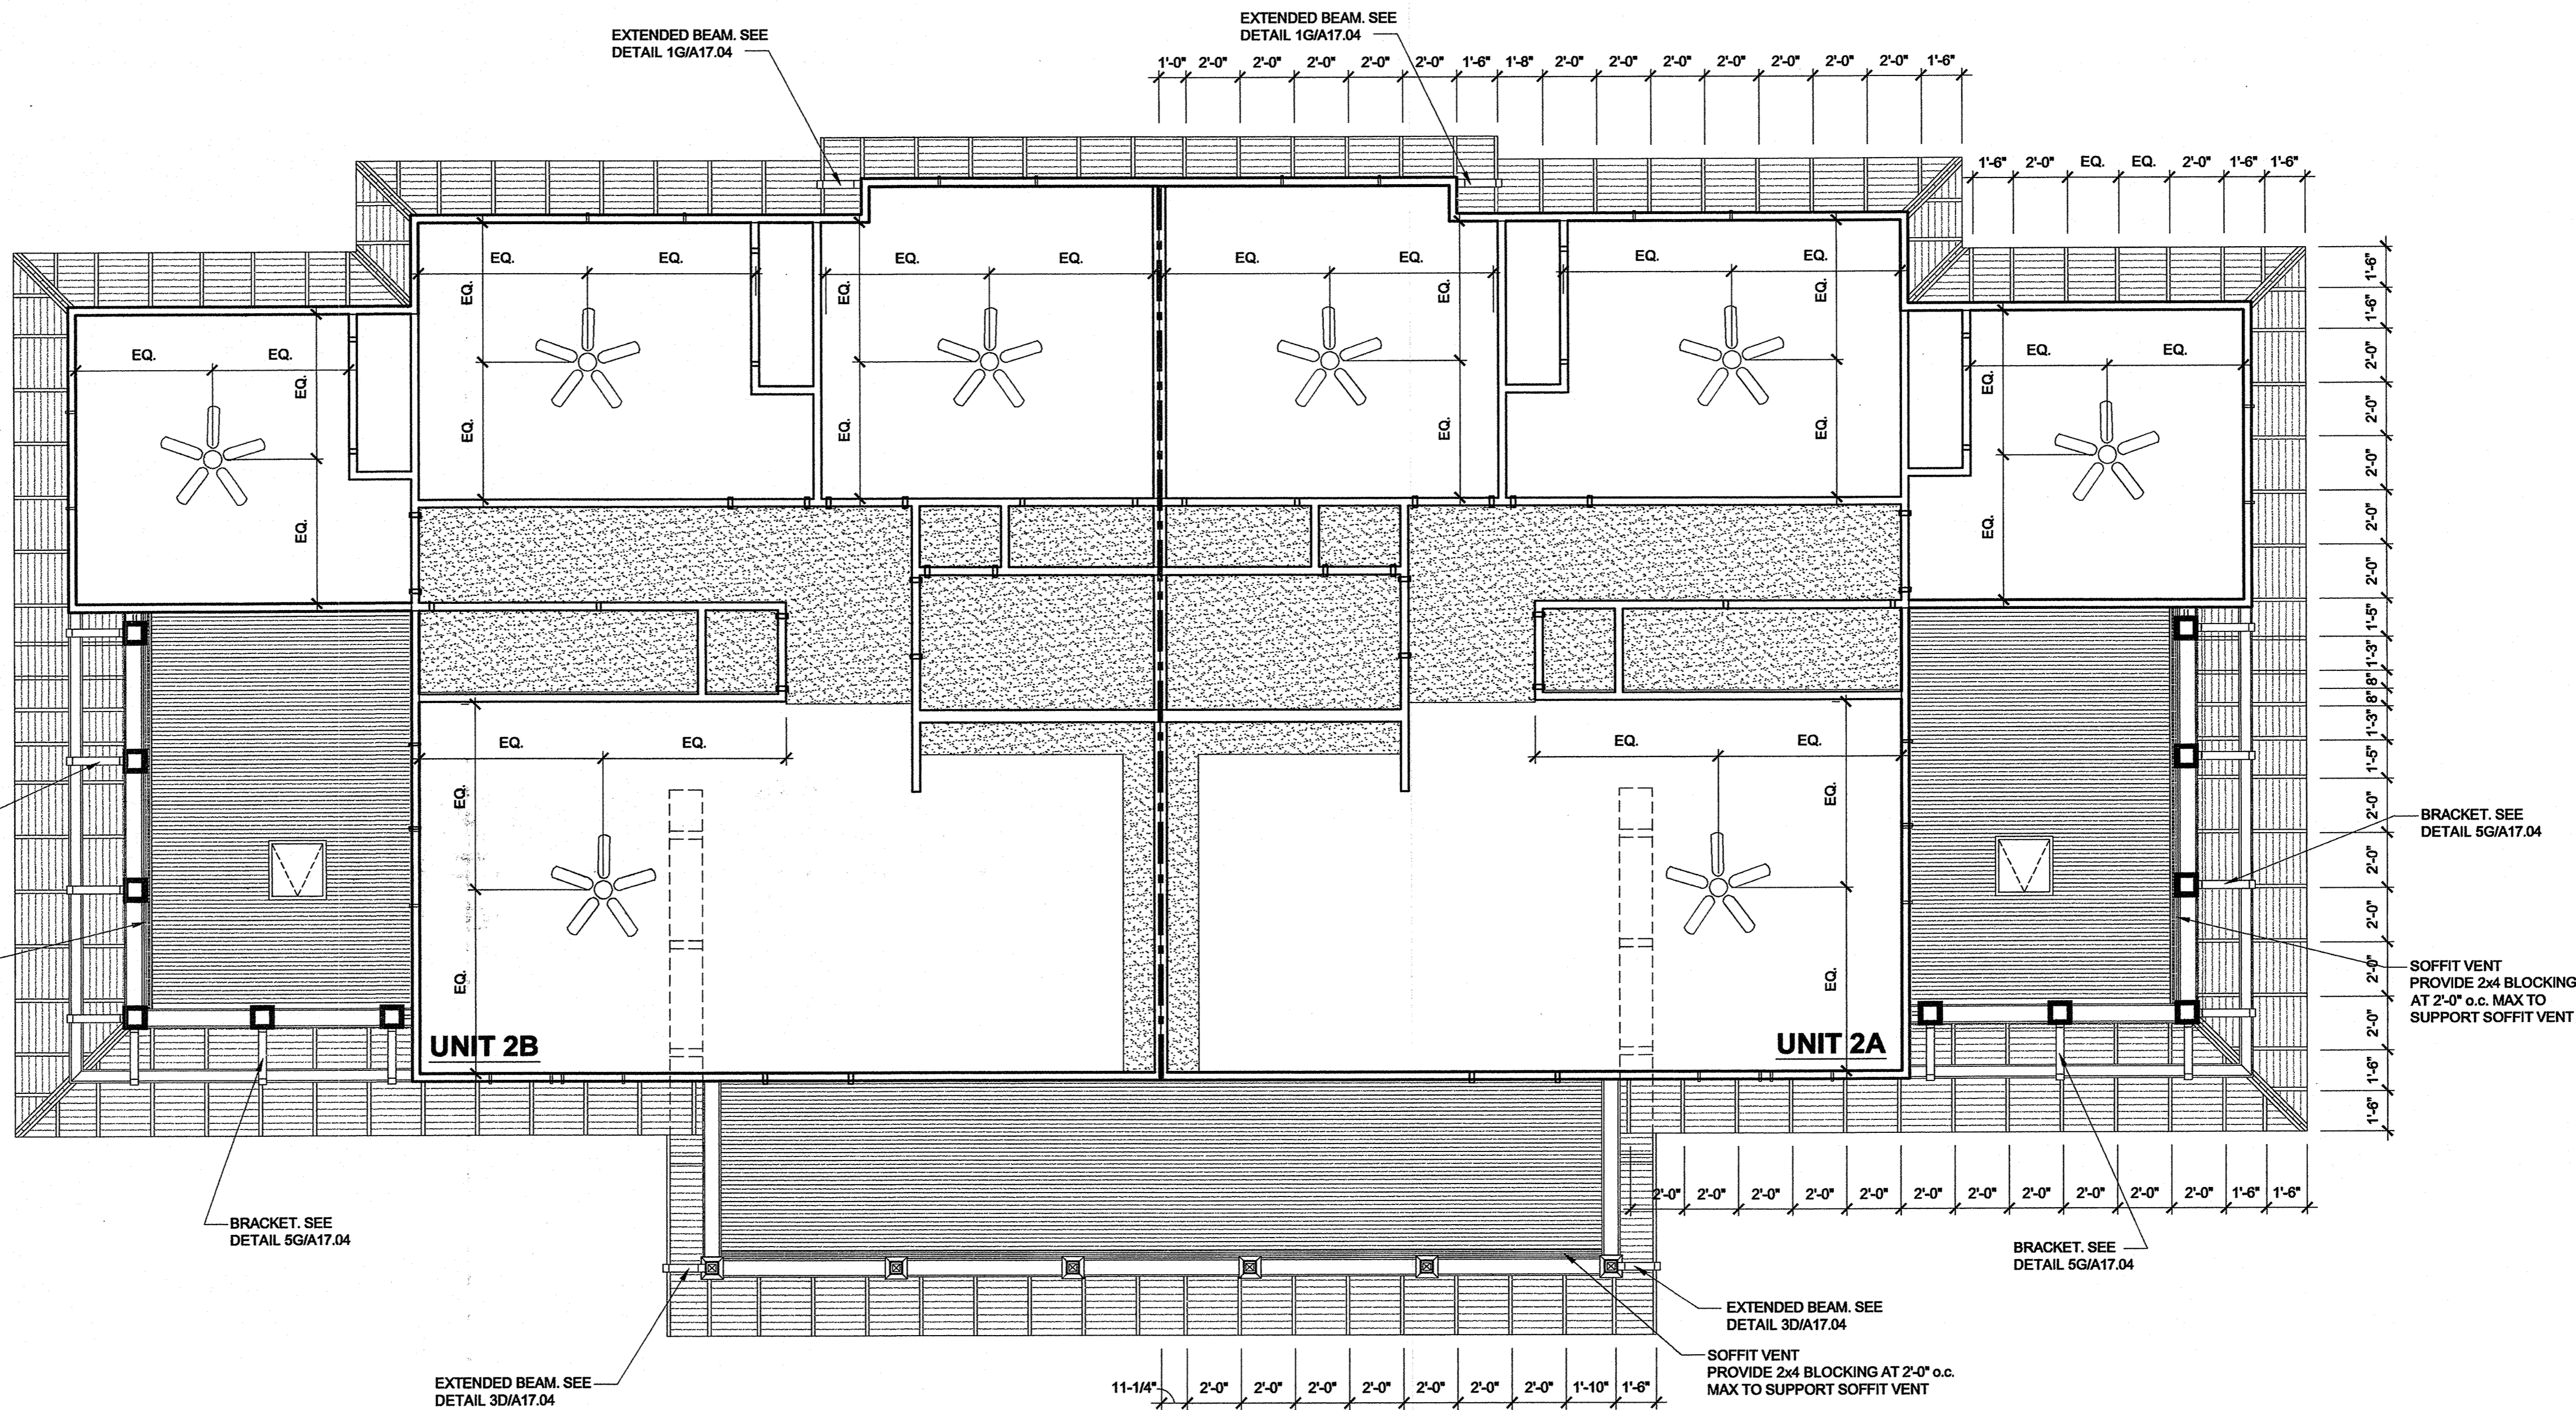 EXTENDED BEAM. SEE
DETAIL 1G/A17.04
EXTENDED BEAM. SEE
DETAIL 1G/A17.04
1'-0" 2'-0" 2'-0" 2'-0" 2'-0" 2'-0" 1'-6" 1'-8" 2'-0" 2'-0" 2'-0" 2'-0" 2'-0" 2'-0" 2'-0" 1'-6"
1'-6" 2'-0" EQ. EQ. 2'-0" 1'-6" 1'-6"
EQ. EQ. EQ. EQ. EQ. EQ. EQ. EQ.
EQ. EQ. EQ. EQ.
EQ. EQ. EQ. EQ.
EQ. EQ.
EQ. EQ. EQ. EQ.
EQ. EQ.
EQ. EQ. EQ. EQ.
EQ. EQ.
EQ. EQ.
1'-6"
1'-6"
2'-0"
2'-0"
2'-0"
2'-0"
2'-0"
1'-5"
1'-3"
8"
8"
1'-3"
1'-5"
2'-0"
2'-0"
2'-0"
2'-0"
2'-0"
1'-6"
1'-6"
BRACKET. SEE
DETAIL 5G/A17.04
SOFFIT VENT
PROVIDE 2x4 BLOCKING
AT 2'-0" o.c. MAX TO
SUPPORT SOFFIT VENT
UNIT 2B
UNIT 2A
2'-0" 2'-0" 2'-0" 2'-0" 2'-0" 2'-0" 2'-0" 2'-0" 2'-0" 2'-0" 2'-0" 1'-6" 1'-6"
BRACKET. SEE
DETAIL 5G/A17.04
BRACKET. SEE
DETAIL 5G/A17.04
EXTENDED BEAM. SEE
DETAIL 3D/A17.04
SOFFIT VENT
PROVIDE 2x4 BLOCKING AT 2'-0" o.c.
MAX TO SUPPORT SOFFIT VENT
EXTENDED BEAM. SEE
DETAIL 3D/A17.04
11-1/4" 2'-0" 2'-0" 2'-0" 2'-0" 2'-0" 2'-0" 2'-0" 1'-10" 1'-6"